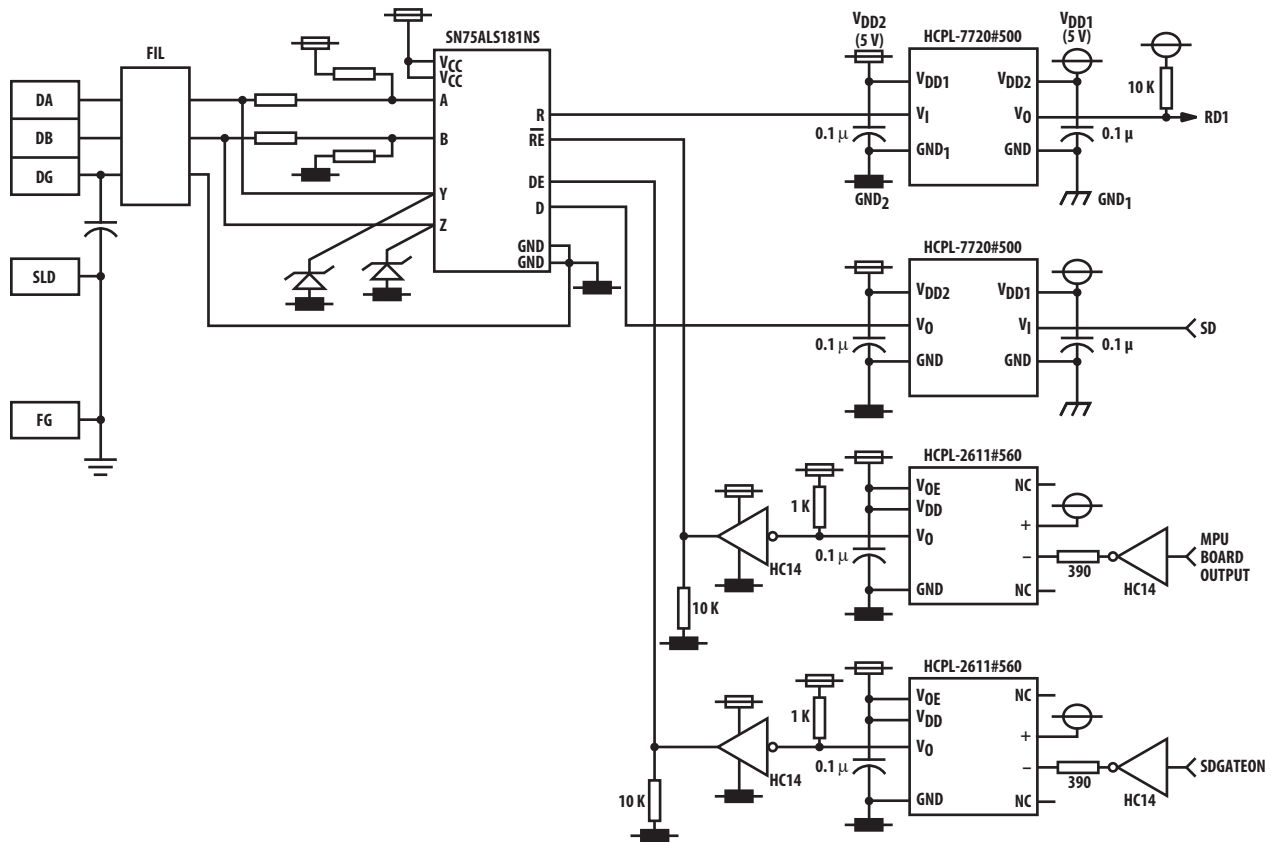 FIL
DA
DB
DG
SLD
FG
SN75ALS181NS
VCC
VCC
A
B
Y
Z
R
RE
DE
D
GND
GND
VDD2
(5 V)
HCPL-7720#500
VDD1
(5 V)
VDD1
VDD2
10 K
VI
VO
RD1
0.1 µ
0.1 µ
GND1
GND
GND2
GND1
HCPL-7720#500
VDD2
VDD1
VO
VI
SD
0.1 µ
0.1 µ
GND
GND
HCPL-2611#560
VOE
NC
1 K
VDD
+
VO
–
MPU
BOARD
OUTPUT
0.1 µ
390
HC14
HC14
GND
NC
10 K
HCPL-2611#560
VOE
NC
1 K
VDD
+
VO
–
SDGATEON
0.1 µ
390
HC14
HC14
GND
NC
10 K